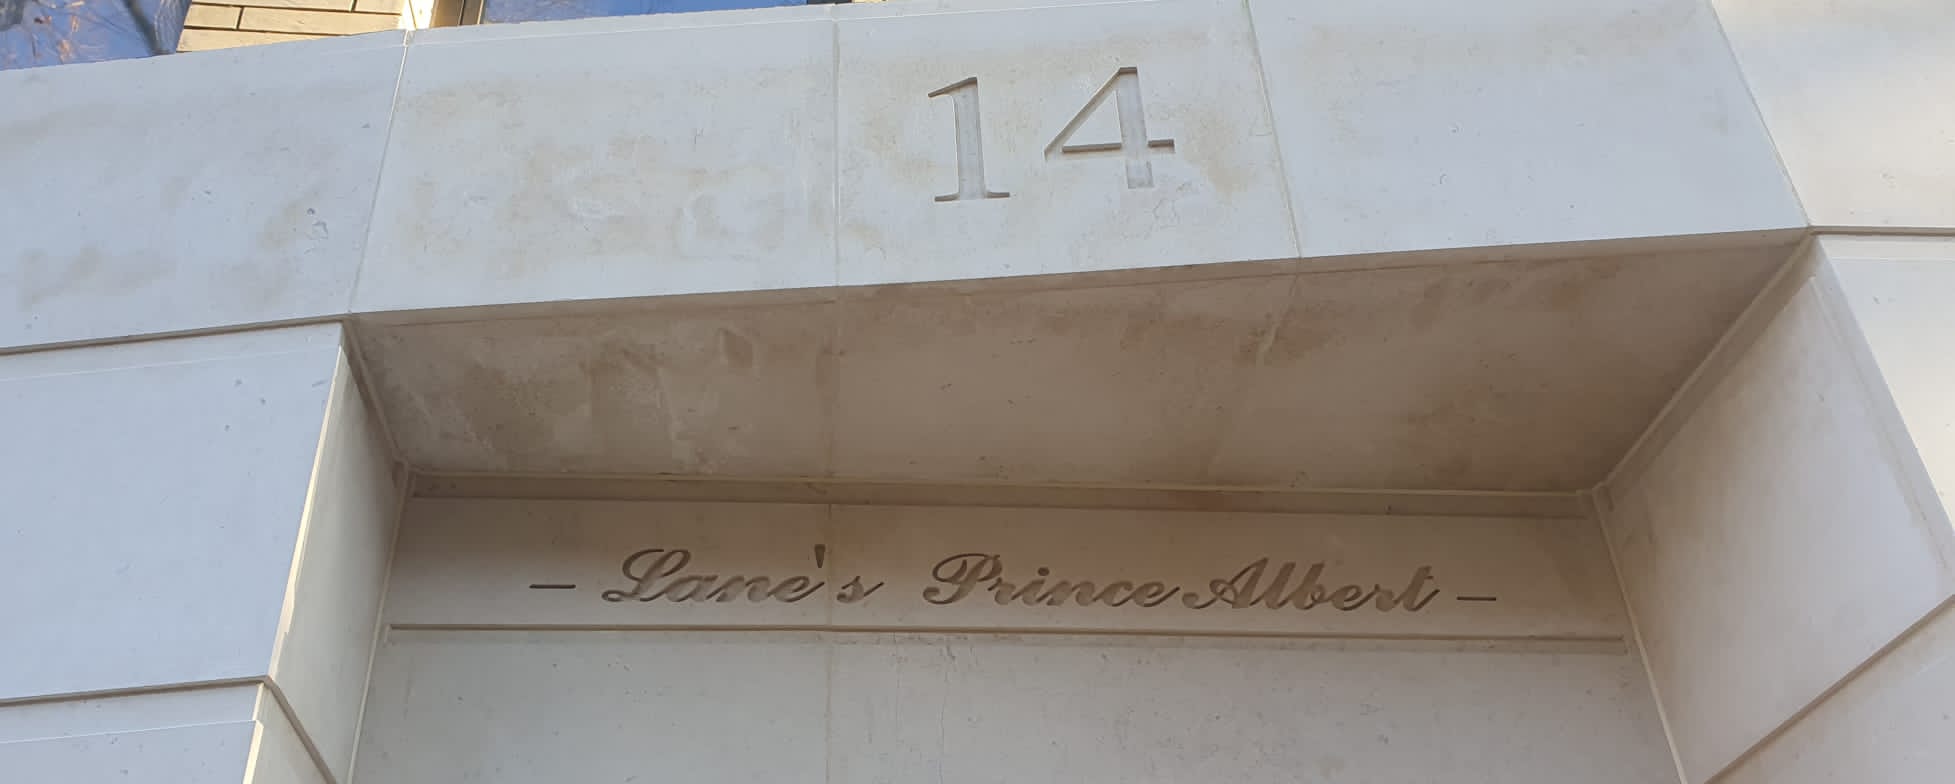 14
– Lane's Prince Albert –